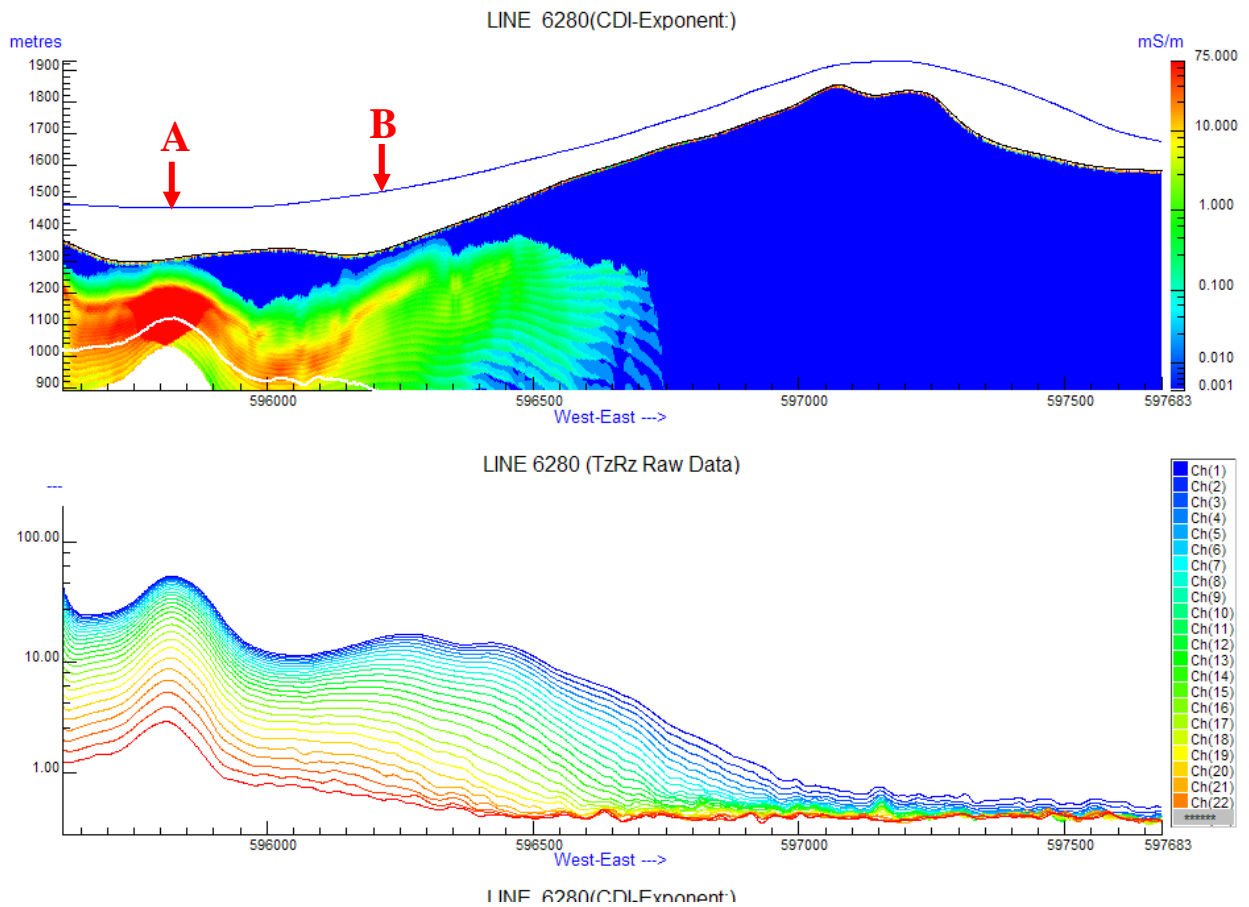 LINE 6280(CDI-Exponent:)
metres
mS/m
1900
1800
1700
1600
1500
1400
1300
1200
1100
1000
900
A
B
75.000
10.000
1.000
0.100
0.010
0.001
596000
596500
597000
597500
597683
West-East --->
LINE 6280 (TzRz Raw Data)
---
100.00
10.00
1.00
Ch(1)
Ch(2)
Ch(3)
Ch(4)
Ch(5)
Ch(6)
Ch(7)
Ch(8)
Ch(9)
Ch(10)
Ch(11)
Ch(12)
Ch(13)
Ch(14)
Ch(15)
Ch(16)
Ch(17)
Ch(18)
Ch(19)
Ch(20)
Ch(21)
Ch(22)
******
596000
596500
597000
597500
597683
West-East --->
LINE 6280(CDI-Exponent:)